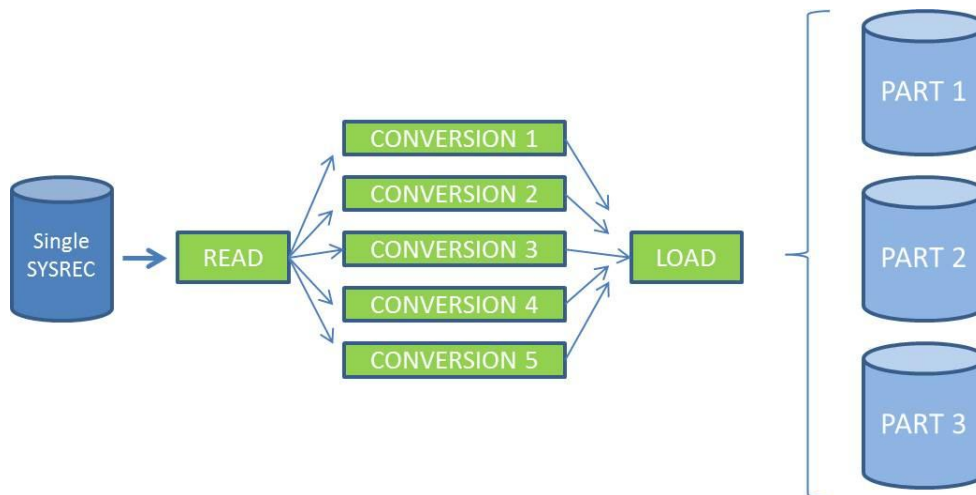 Single
SYSREC
READ
CONVERSION 1
CONVERSION 2
CONVERSION 3
CONVERSION 4
CONVERSION 5
LOAD
PART 1
PART 2
PART 3